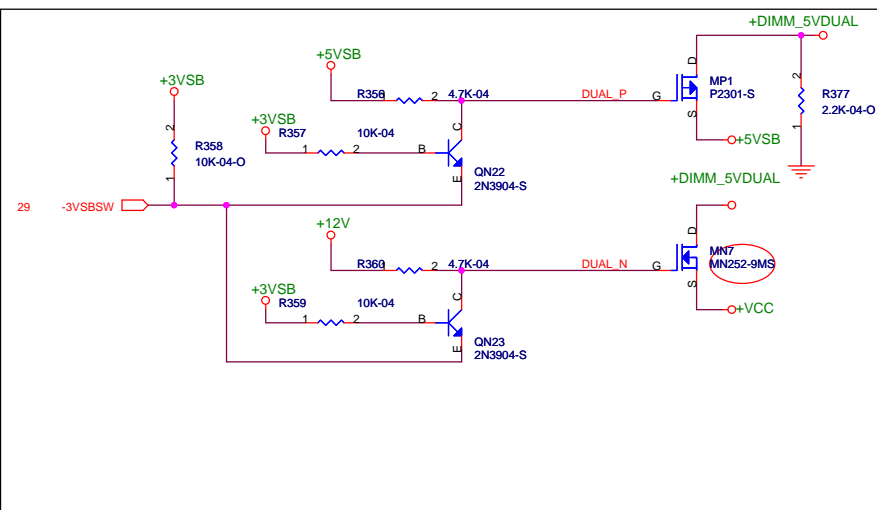 +DIMM_5VDUAL
+5VSB
+3VSB
R356 2 4.7K-04
DUAL_P
G
D
S
MP1
P2301-S
2
1
R377
2.2K-04-O
+3VSB
R357
10K-04
1 2
B
C
E
QN22
2N3904-S
+5VSB
2
1
R358
10K-04-O
+DIMM_5VDUAL
29 -3VSBSW
+12V
R360 2 4.7K-04
DUAL_N
G
D
S
MN7
MN252-9MS
+3VSB
R359
10K-04
1 2
B
C
E
QN23
2N3904-S
+VCC